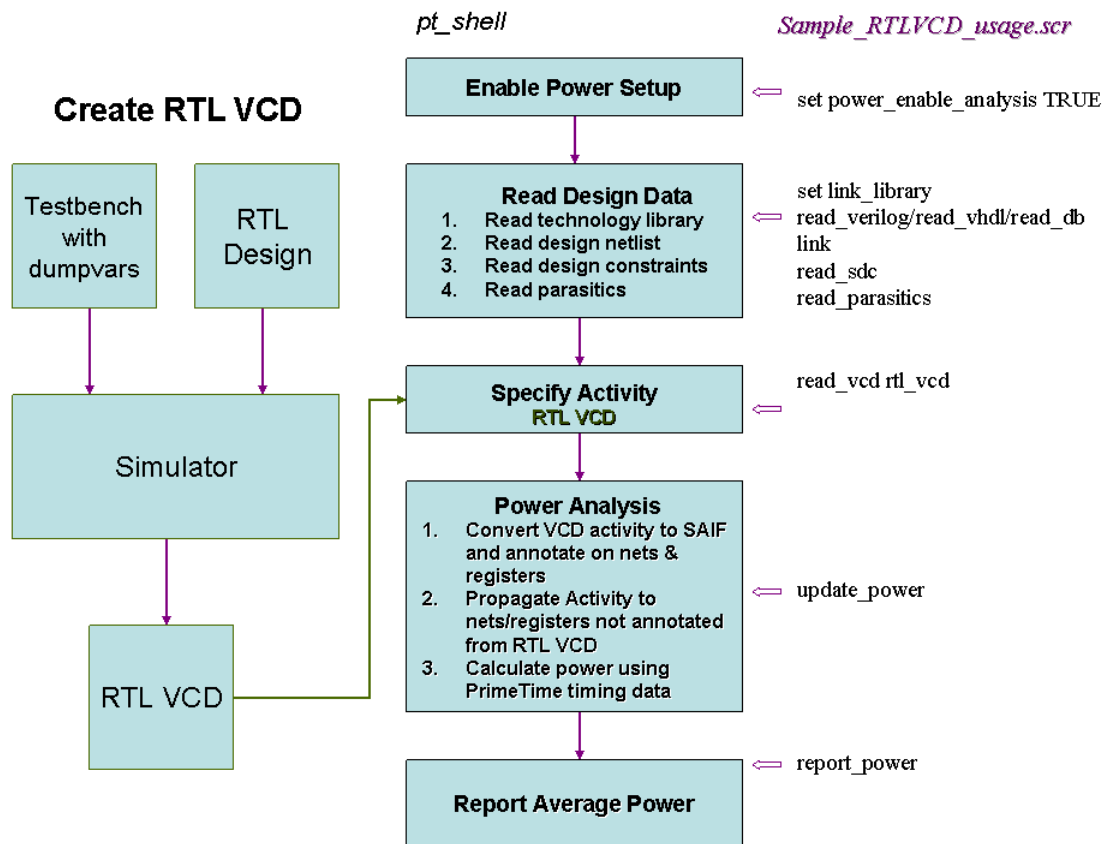 pt_shell
Sample_RTLVCD_usage.scr
Create RTL VCD
Testbench
with
dumpvars
RTL
Design
Simulator
RTL VCD
Enable Power Setup
set power_enable_analysis TRUE
Read Design Data
1. Read technology library
2. Read design netlist
3. Read design constraints
4. Read parasitics
set link_library
read_verilog/read_vhdl/read_db
link
read_sdc
read_parasitics
Specify Activity
RTL VCD
read_vcd rtl_vcd
Power Analysis
1. Convert VCD activity to SAIF
and annotate on nets &
registers
2. Propagate Activity to
nets/registers not annotated
from RTL VCD
3. Calculate power using
PrimeTime timing data
update_power
Report Average Power
report_power